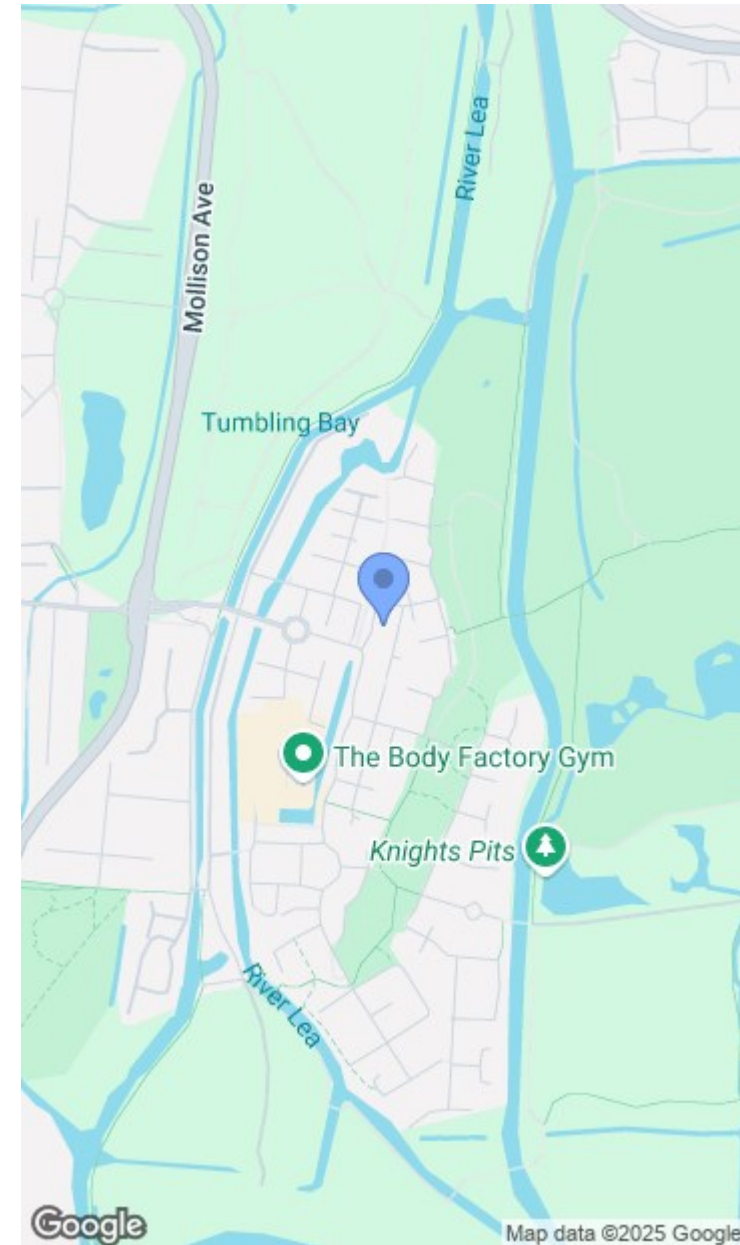 River Lea
Mollison Ave
Tumbling Bay
The Body Factory Gym
Knights Pits
River Lea
Google
Map data ©2025 Google